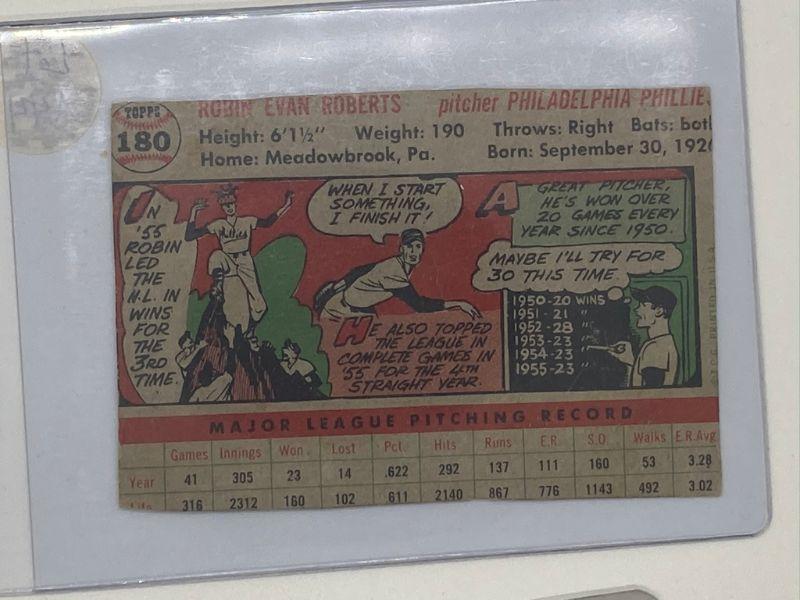 TOPPS
180
ROBIN EVAN ROBERTS pitcher PHILADELPHIA PHILLIE
Height: 6'1½" Weight: 190 Throws: Right Bats: both
Home: Meadowbrook, Pa. Born: September 30, 1926
IN
'55
ROBIN
LED
THE
N.L. IN
WINS
FOR
THE
3RD
TIME.
WHEN I START
SOMETHING,
I FINISH IT!
HE ALSO TOPPED
THE LEAGUE IN
COMPLETE GAMES IN
'55 FOR THE 4TH
STRAIGHT YEAR.
A GREAT PITCHER,
HE'S WON OVER
20 GAMES EVERY
YEAR SINCE 1950.
MAYBE I'LL TRY FOR
30 THIS TIME.
1950-20 WINS
1951-21 "
1952-28 "
1953-23 "
1954-23 "
1955-23 "
T.C.G. PRINTED IN U.S.A.
MAJOR LEAGUE PITCHING RECORD
Games Innings Won Lost Pct. Hits Runs E.R. S.O. Walks E.R.Avg
Year 41 305 23 14 .622 292 137 111 160 53 3.28
Life 316 2312 160 102 .611 2140 867 776 1143 492 3.02